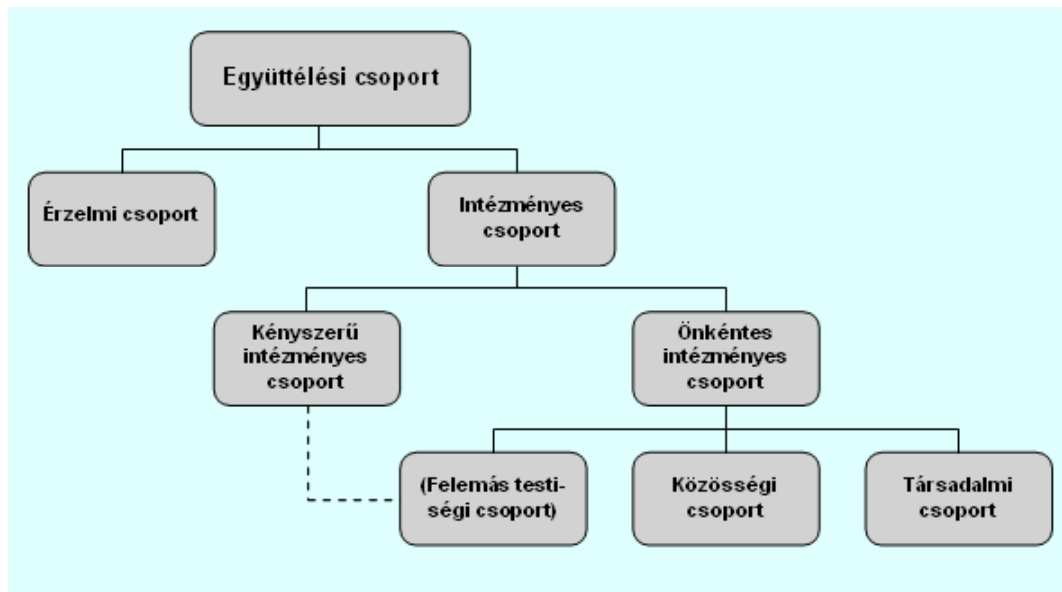 Együttélési csoport
Érzelmi csoport
Intézményes
csoport
Kényszerű
intézményes
csoport
Önkéntes
intézményes
csoport
(Felemás testi-
ségi csoport)
Közösségi
csoport
Társadalmi
csoport